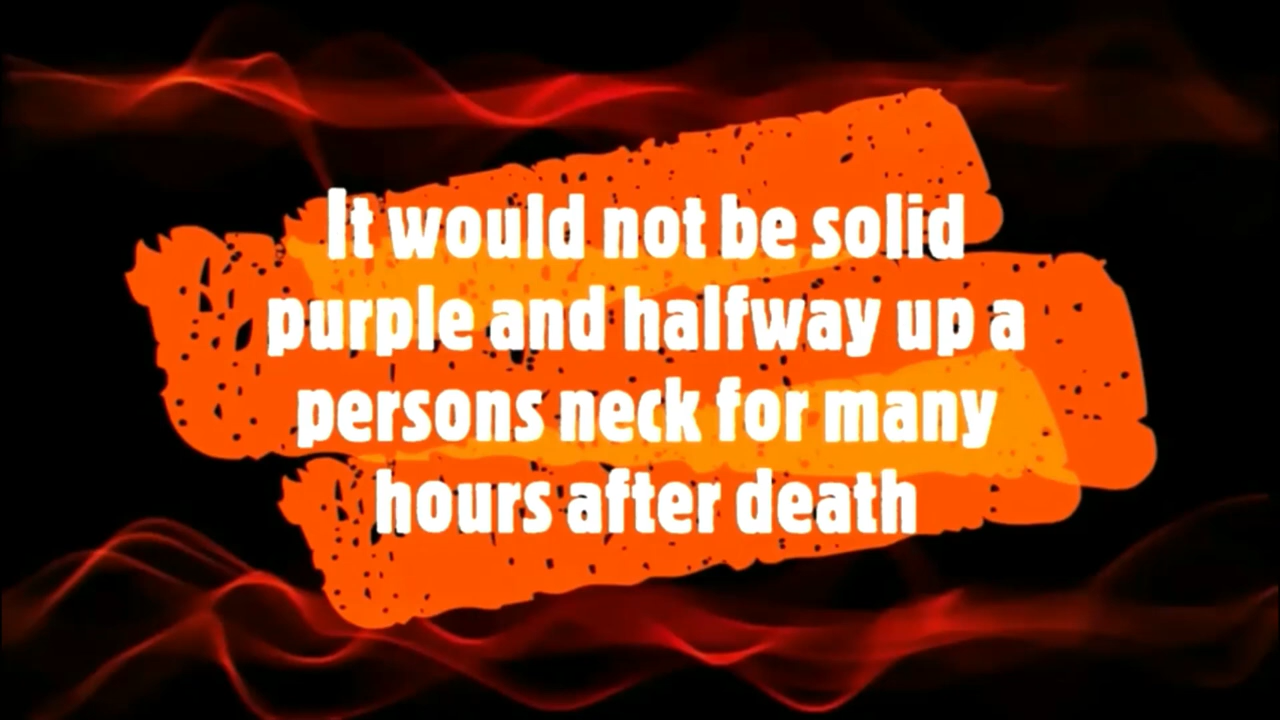 It would not be solid
purple and halfway up a
persons neck for many
hours after death